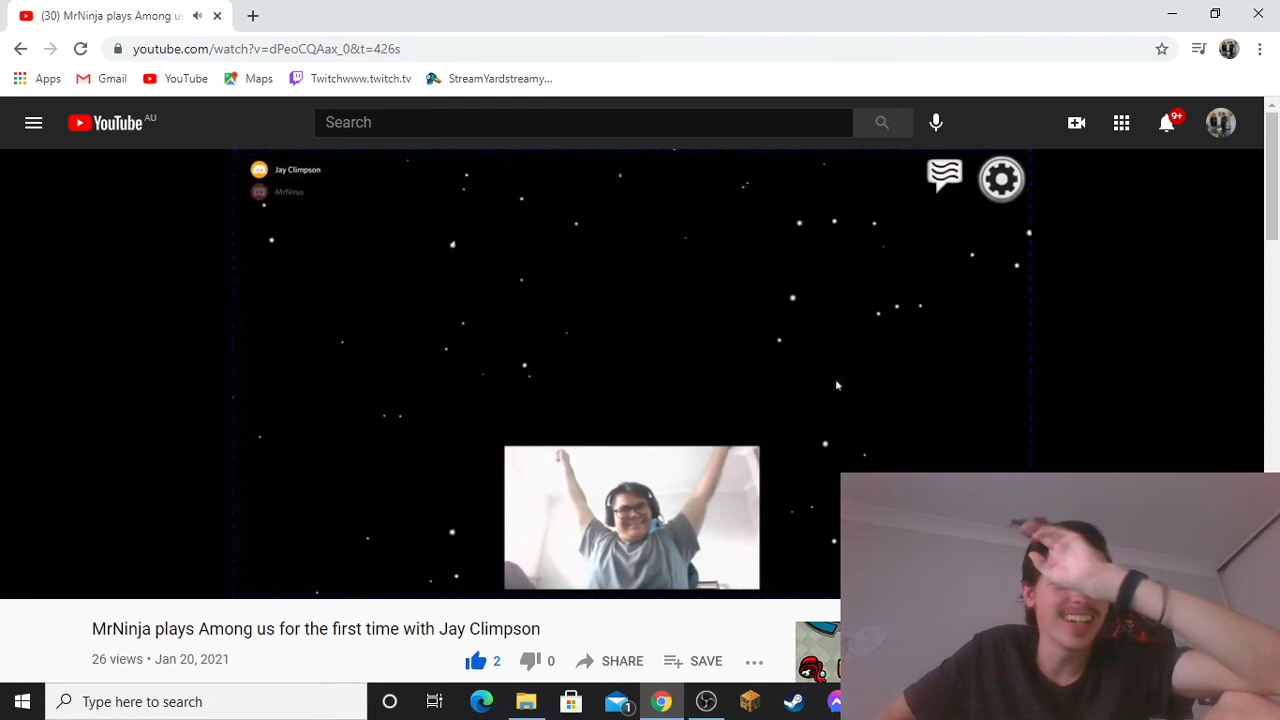 (30) MrNinja plays Among us
youtube.com/watch?v=dPeoCQAax_0&t=426s
Apps Gmail YouTube Maps Twitchwww.twitch.tv StreamYardstreamy...
YouTube AU Search 9+
Jay Climpson
MrNinja
MrNinja plays Among us for the first time with Jay Climpson
26 views • Jan 20, 2021 2 0 SHARE SAVE
Type here to search 1